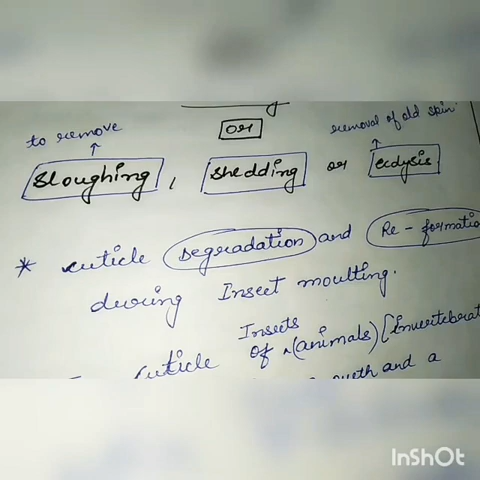 OR
to remove
removal of old skin.
Sloughing, Shedding or ecdysis
* cuticle Degradation and Re-formatio
during Insect moulting.
Insects
cuticle of (animals) [Invertebrat
and a
InShOt